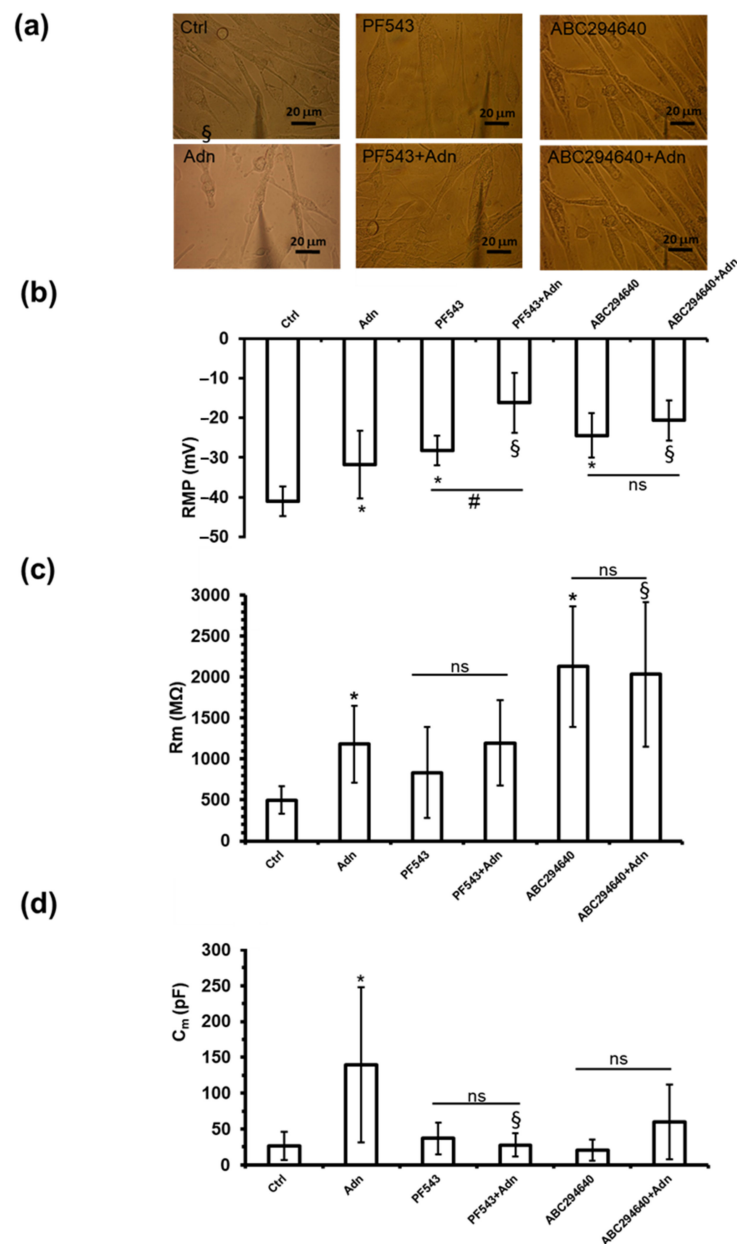 (a)
Ctrl PF543 ABC294640
20 µm 20 µm 20 µm
§
Adn PF543+Adn ABC294640+Adn
20 µm 20 µm 20 µm
(b)
Ctrl Adn PF543 PF543+Adn ABC294640 ABC294640+Adn
0
–10
–20
–30
–40
–50
RMP (mV)
* * § * §
# ns
(c)
3000
2500
2000
1500
1000
500
0
Rm (MΩ)
* ns * ns §
Ctrl Adn PF543 PF543+Adn ABC294640 ABC294640+Adn
(d)
300
250
200
150
100
50
0
Cm (pF)
* ns § ns
Ctrl Adn PF543 PF543+Adn ABC294640 ABC294640+Adn